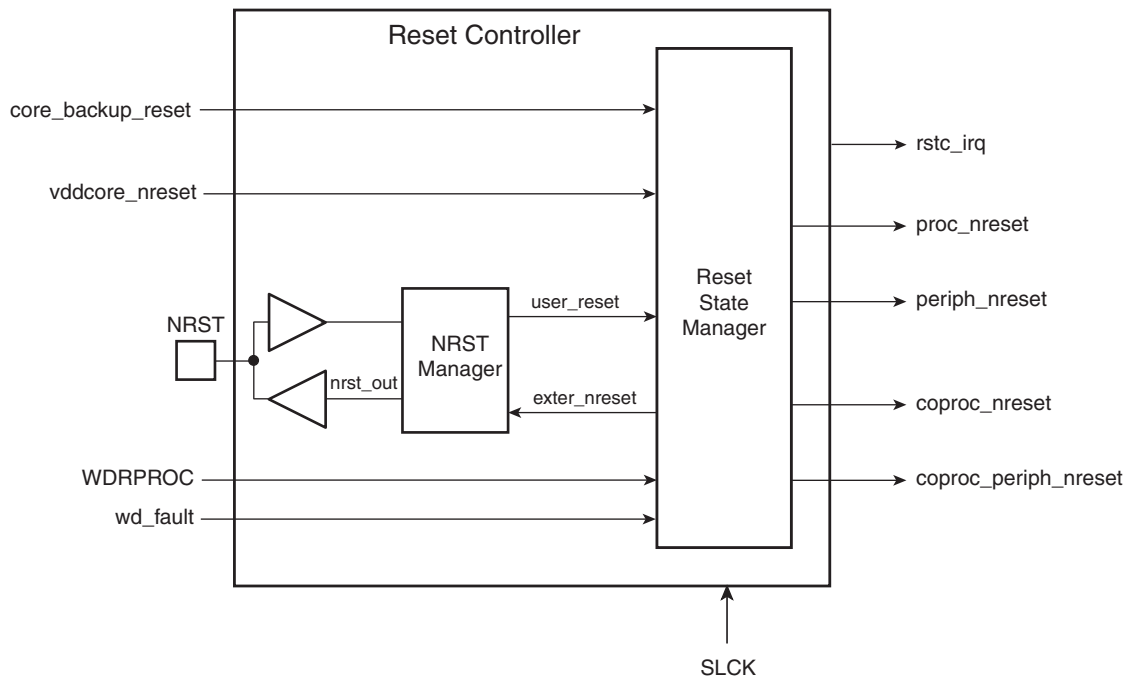 Reset Controller
core_backup_reset
rstc_irq
vddcore_nreset
proc_nreset
Reset
State
Manager
periph_nreset
user_reset
NRST
NRST
Manager
nrst_out
exter_nreset
coproc_nreset
WDRPROC
coproc_periph_nreset
wd_fault
SLCK